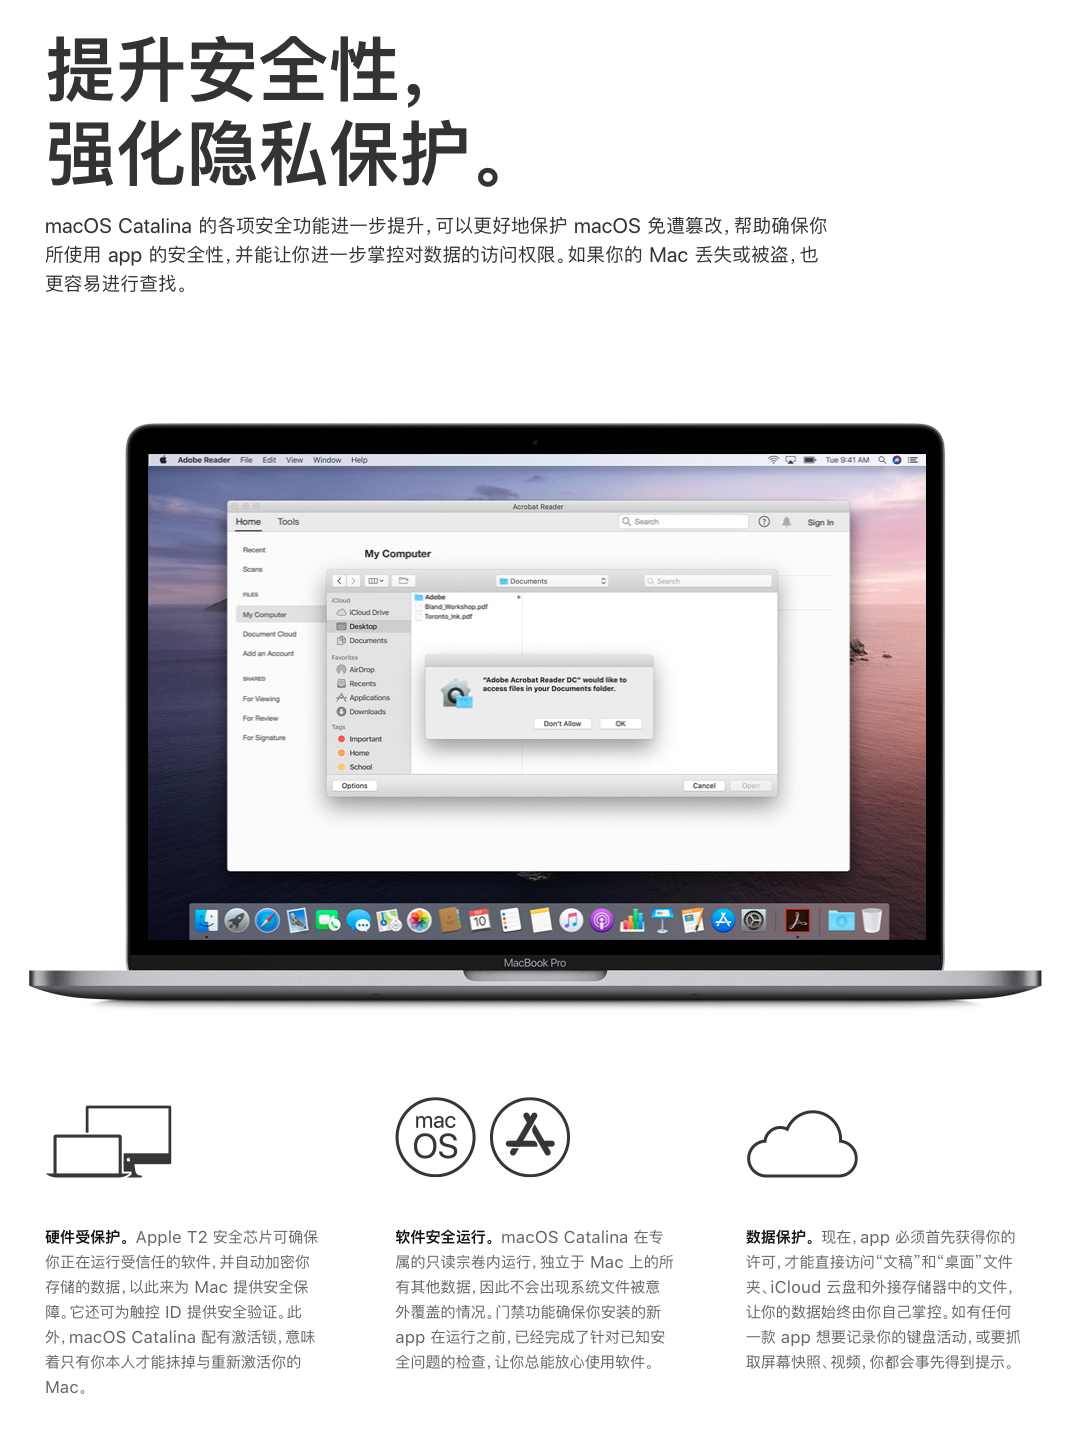 提升安全性，
强化隐私保护。
macOS Catalina 的各项安全功能进一步提升，可以更好地保护 macOS 免遭篡改，帮助确保你
所使用 app 的安全性，并能让你进一步掌控对数据的访问权限。如果你的 Mac 丢失或被盗，也
更容易进行查找。
Adobe Reader File Edit View Window Help Tue 9:41 AM
Acrobat Reader
Home Tools Search Sign In
Recent
Scans
FILES
My Computer
Document Cloud
Add an Account
SHARED
For Viewing
For Review
For Signature
My Computer
Documents Search
iCloud
iCloud Drive
Desktop
Documents
Favorites
AirDrop
Recents
Applications
Downloads
Tags
Important
Home
School
Adobe
Bland_Workshop.pdf
Toronto_Ink.pdf
“Adobe Acrobat Reader DC” would like to
access files in your Documents folder.
Don't Allow OK
Options Cancel Open
10
MacBook Pro
mac
OS
硬件受保护。Apple T2 安全芯片可确保
你正在运行受信任的软件，并自动加密你
存储的数据，以此来为 Mac 提供安全保
障。它还可为触控 ID 提供安全验证。此
外，macOS Catalina 配有激活锁，意味
着只有你本人才能抹掉与重新激活你的
Mac。
软件安全运行。macOS Catalina 在专
属的只读宗卷内运行，独立于 Mac 上的所
有其他数据，因此不会出现系统文件被意
外覆盖的情况。门禁功能确保你安装的新
app 在运行之前，已经完成了针对已知安
全问题的检查，让你总能放心使用软件。
数据保护。现在，app 必须首先获得你的
许可，才能直接访问“文稿”和“桌面”文件
夹、iCloud 云盘和外接存储器中的文件，
让你的数据始终由你自己掌控。如有任何
一款 app 想要记录你的键盘活动，或要抓
取屏幕快照、视频，你都会事先得到提示。